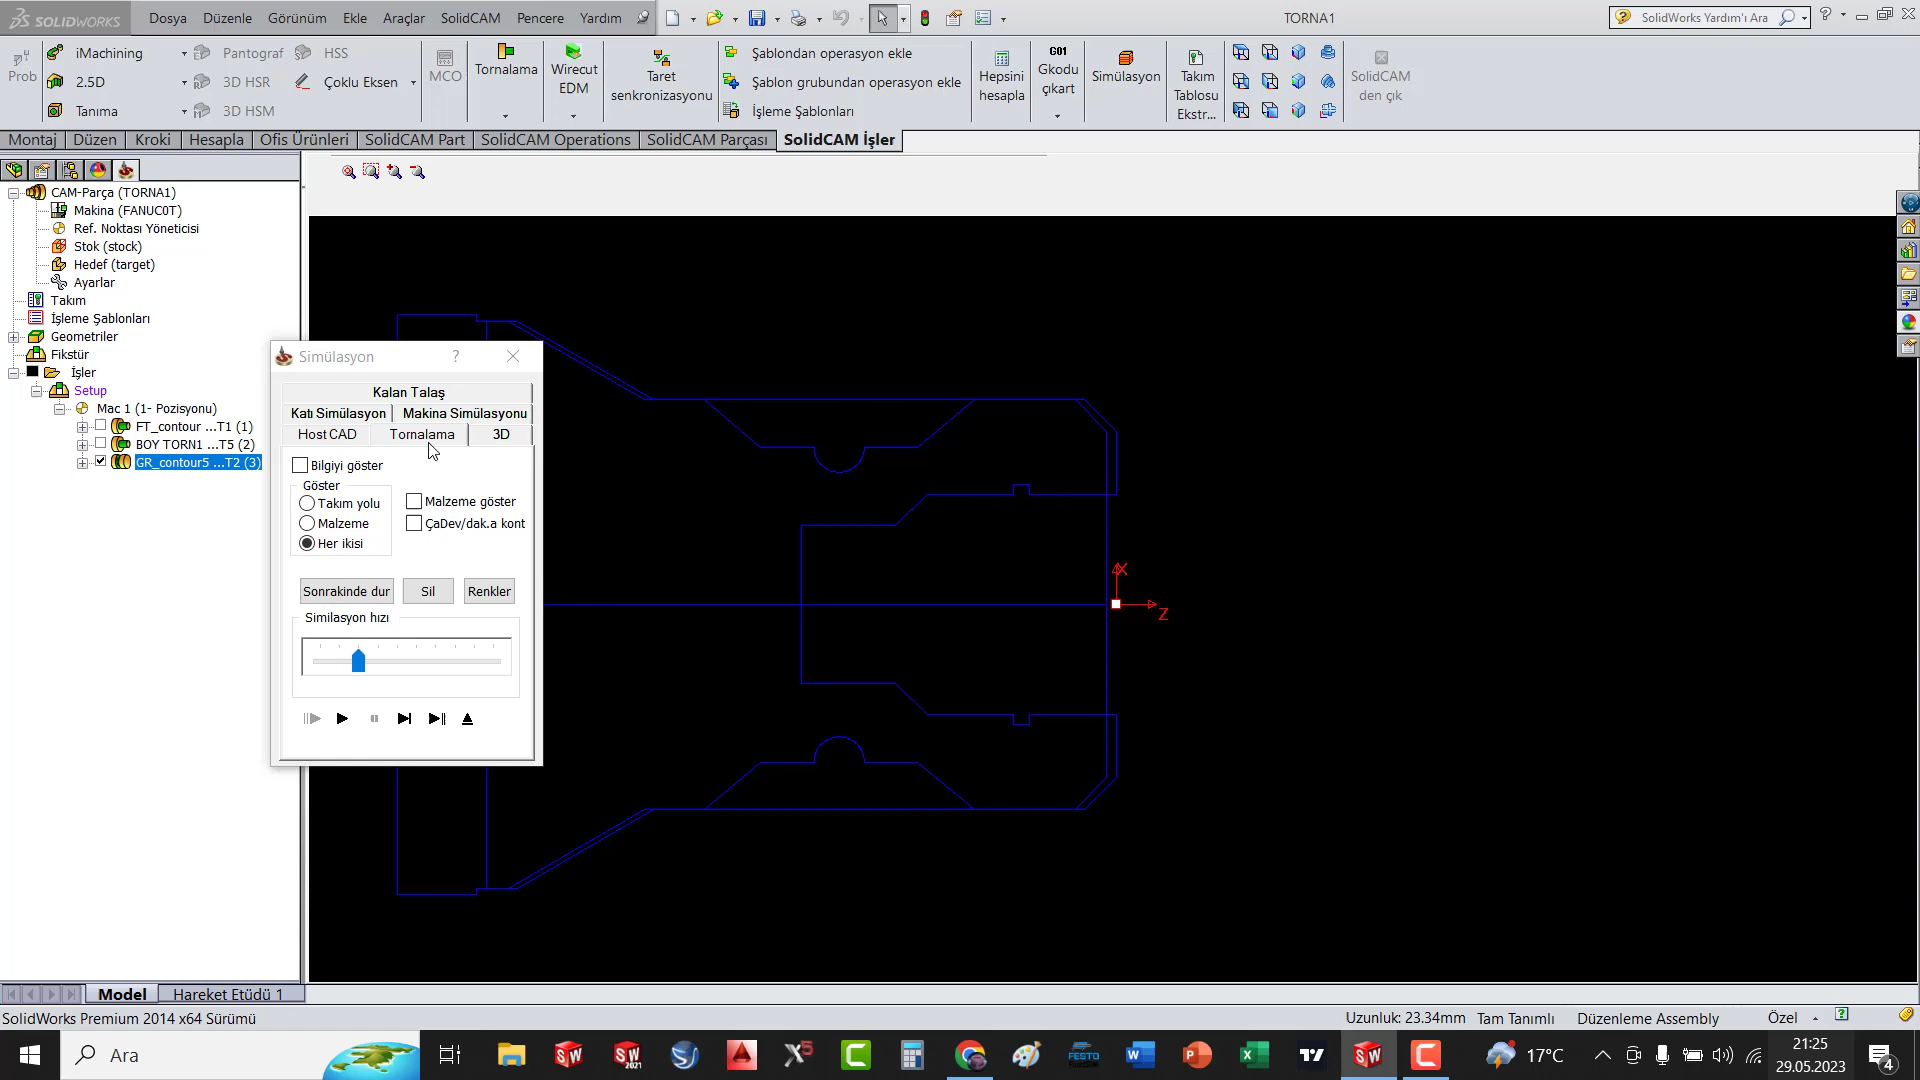 SOLIDWORKS Dosya Düzenle Görünüm Ekle Araçlar SolidCAM Pencere Yardım TORNA1 SolidWorks Yardım'ı Ara ?
Prob
iMachining
2.5D
Tanıma
Pantograf
3D HSR
3D HSM
HSS
Çoklu Eksen
MCO
Tornalama
Wirecut
EDM
Taret
senkronizasyonu
Şablondan operasyon ekle
Şablon grubundan operasyon ekle
İşleme Şablonları
Hepsini
hesapla
G01
Gkodu
çıkart
Simülasyon
Takım
Tablosu
Ekstr...
SolidCAM
den çık
Montaj Düzen Kroki Hesapla Ofis Ürünleri SolidCAM Part SolidCAM Operations SolidCAM Parçası SolidCAM İşler
CAM-Parça (TORNA1)
Makina (FANUC0T)
Ref. Noktası Yöneticisi
Stok (stock)
Hedef (target)
Ayarlar
Takım
İşleme Şablonları
Geometriler
Fikstür
İşler
Setup
Mac 1 (1- Pozisyonu)
FT_contour ...T1 (1)
BOY TORN1 ...T5 (2)
GR_contour5 ...T2 (3)
Simülasyon ?
Kalan Talaş
Katı Simülasyon Makina Simülasyonu
Host CAD Tornalama 3D
Bilgiyi göster
Göster
Takım yolu
Malzeme
Her ikisi
Malzeme göster
ÇaDev/dak.a kont
Sonrakinde dur Sil Renkler
Similasyon hızı
X
Z
Model Hareket Etüdü 1
SolidWorks Premium 2014 x64 Sürümü Uzunluk: 23.34mm Tam Tanımlı Düzenleme Assembly Özel
Ara
SW
SW
2021
X5
C
FESTO
W
P
X
SW
C
17°C
21:25
29.05.2023
4